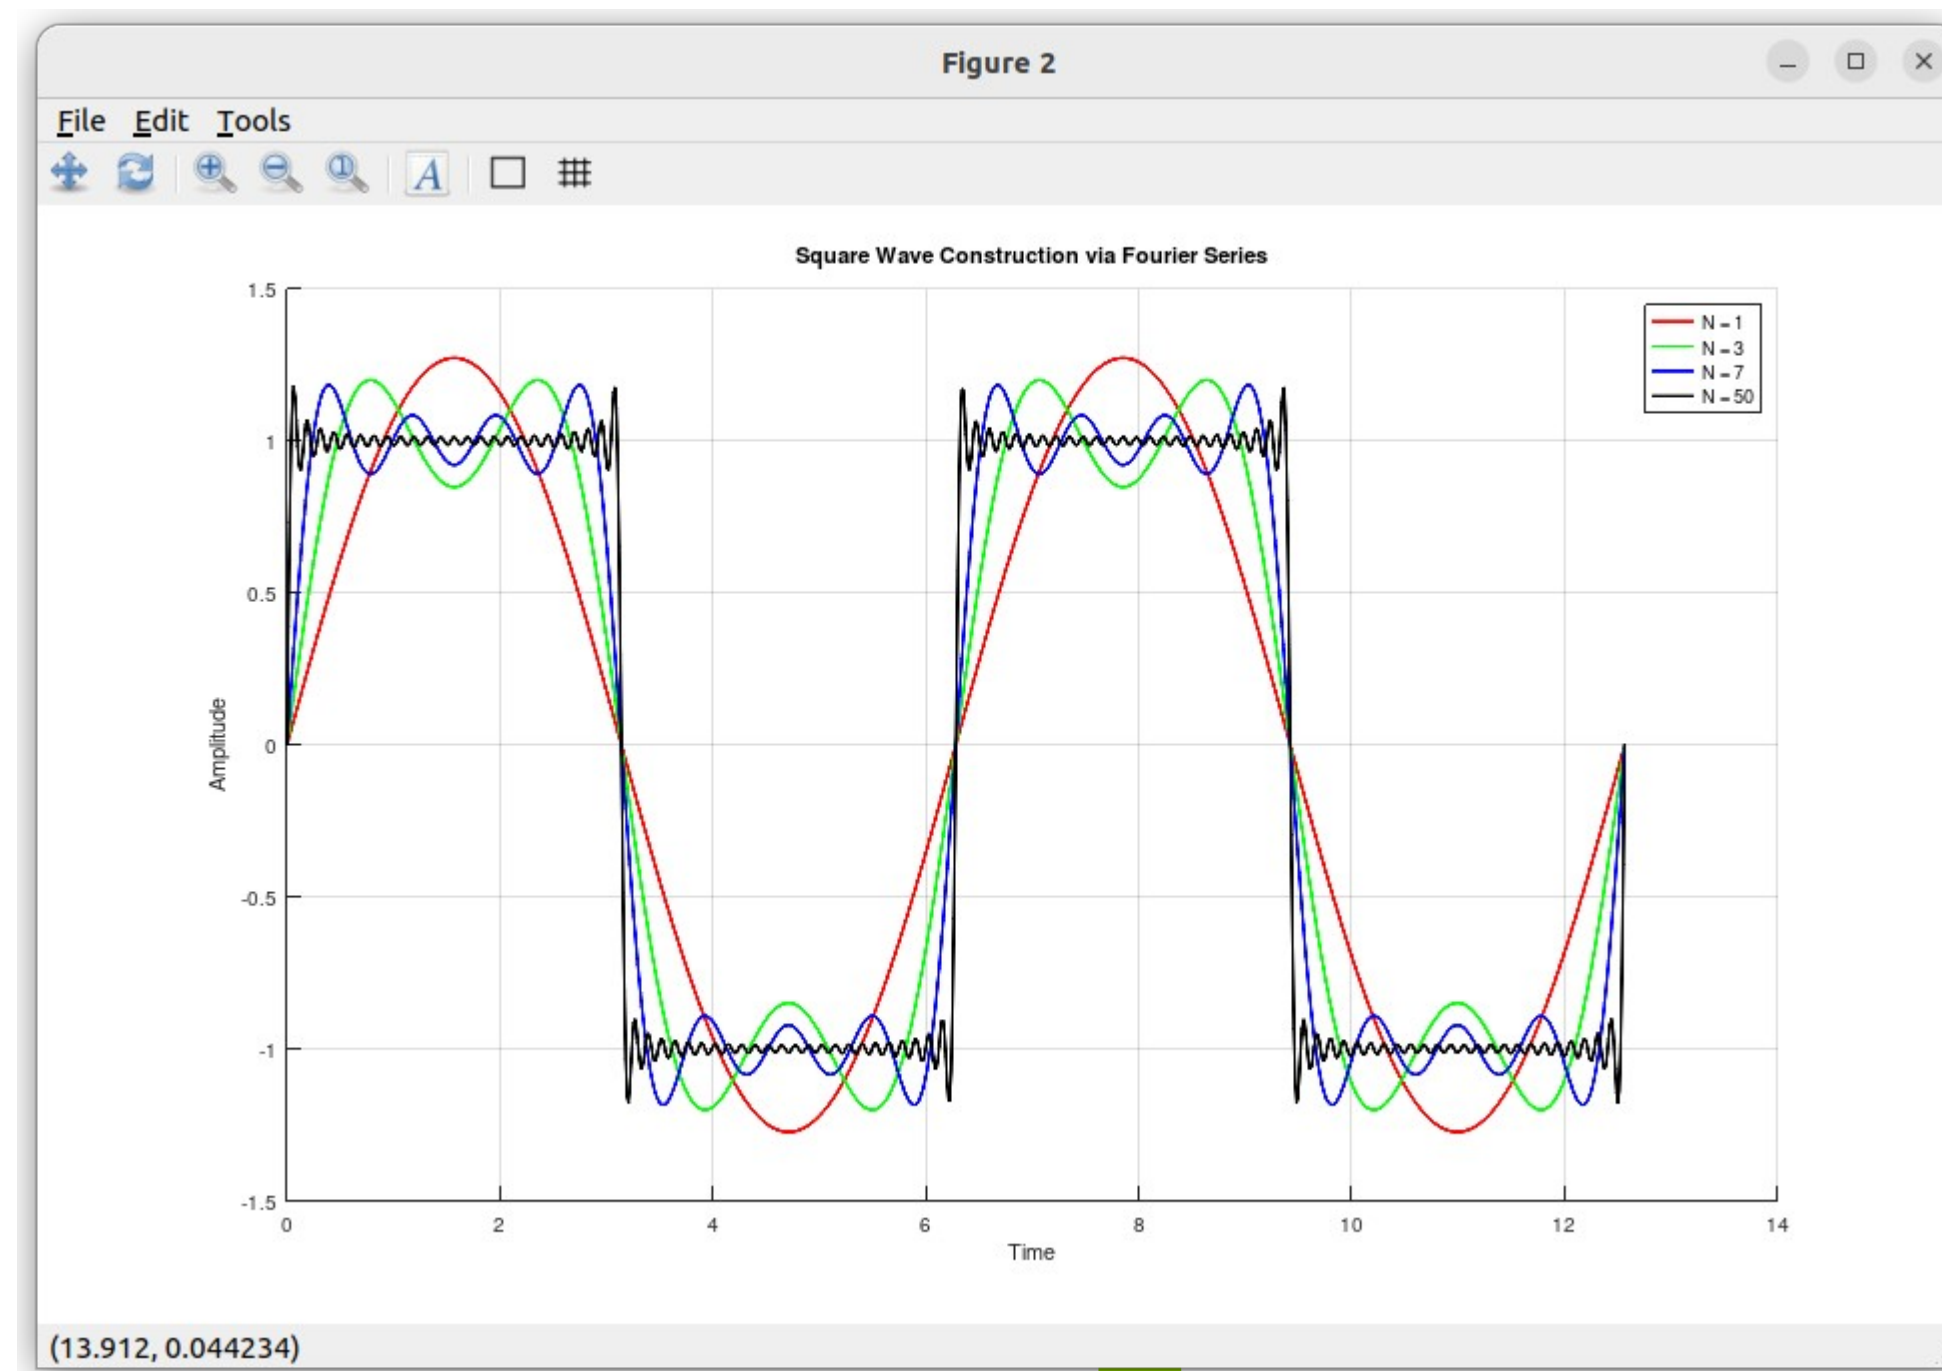 Figure 2
File Edit Tools
A
Square Wave Construction via Fourier Series
1.5
1
0.5
0
-0.5
-1
-1.5
Amplitude
N = 1
N = 3
N = 7
N = 50
0 2 4 6 8 10 12 14
Time
(13.912, 0.044234)